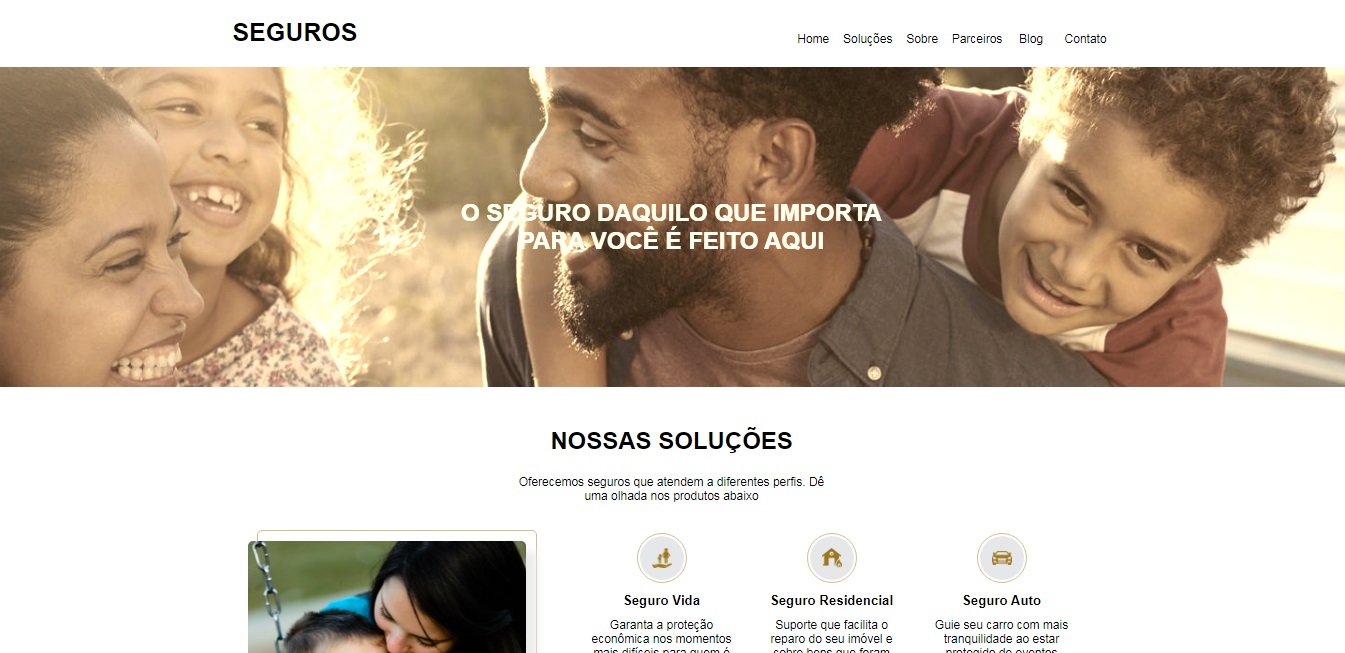 SEGUROS
Home Soluções Sobre Parceiros Blog Contato
O SEGURO DAQUILO QUE IMPORTA
PARA VOCÊ É FEITO AQUI
NOSSAS SOLUÇÕES
Oferecemos seguros que atendem a diferentes perfis. Dê
uma olhada nos produtos abaixo
Seguro Vida
Garanta a proteção
econômica nos momentos
mais difíceis para quem é
Seguro Residencial
Suporte que facilita o
reparo do seu imóvel e
cobre bens que foram
Seguro Auto
Guie seu carro com mais
tranquilidade ao estar
protegido de eventos